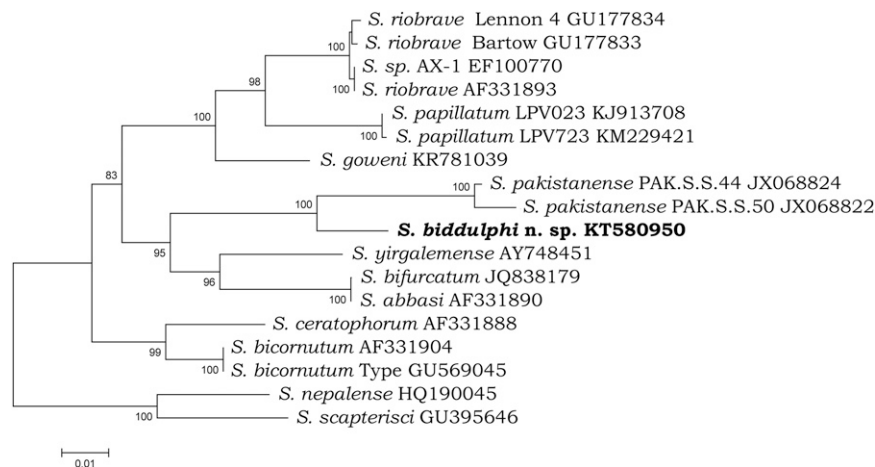 S. riobrave Lennon 4 GU177834
100
S. riobrave Bartow GU177833
S. sp. AX-1 EF100770
98
S. riobrave AF331893
S. papillatum LPV023 KJ913708
100
100
S. papillatum LPV723 KM229421
S. goweni KR781039
83
S. pakistanense PAK.S.S.44 JX068824
100
100
S. pakistanense PAK.S.S.50 JX068822
S. biddulphi n. sp. KT580950
95
S. yirgalemense AY748451
96
S. bifurcatum JQ838179
100
S. abbasi AF331890
S. ceratophorum AF331888
99
S. bicornutum AF331904
100
S. bicornutum Type GU569045
S. nepalense HQ190045
100
S. scapterisci GU395646
0.01